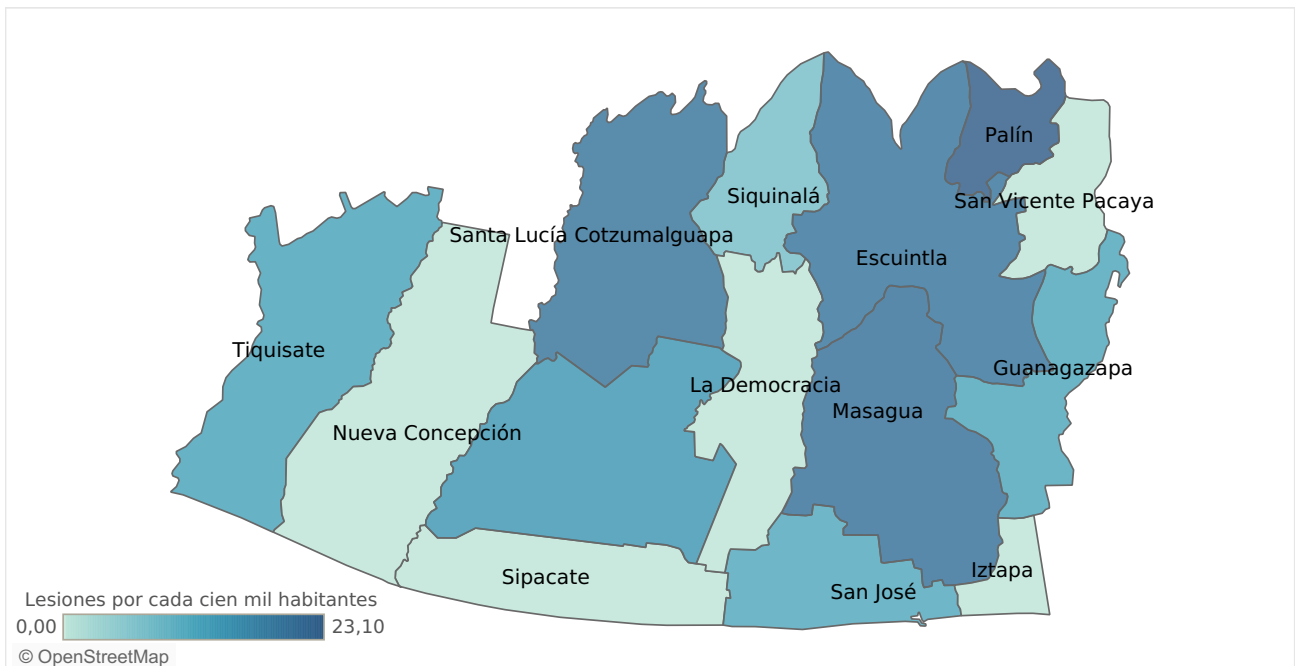 Palín
Siquinalá
San Vicente Pacaya
Santa Lucía Cotzumalguapa
Escuintla
Tiquisate
Guanagazapa
La Democracia
Masagua
Nueva Concepción
Iztapa
Sipacate
San José
Lesiones por cada cien mil habitantes
0,00 23,10
© OpenStreetMap